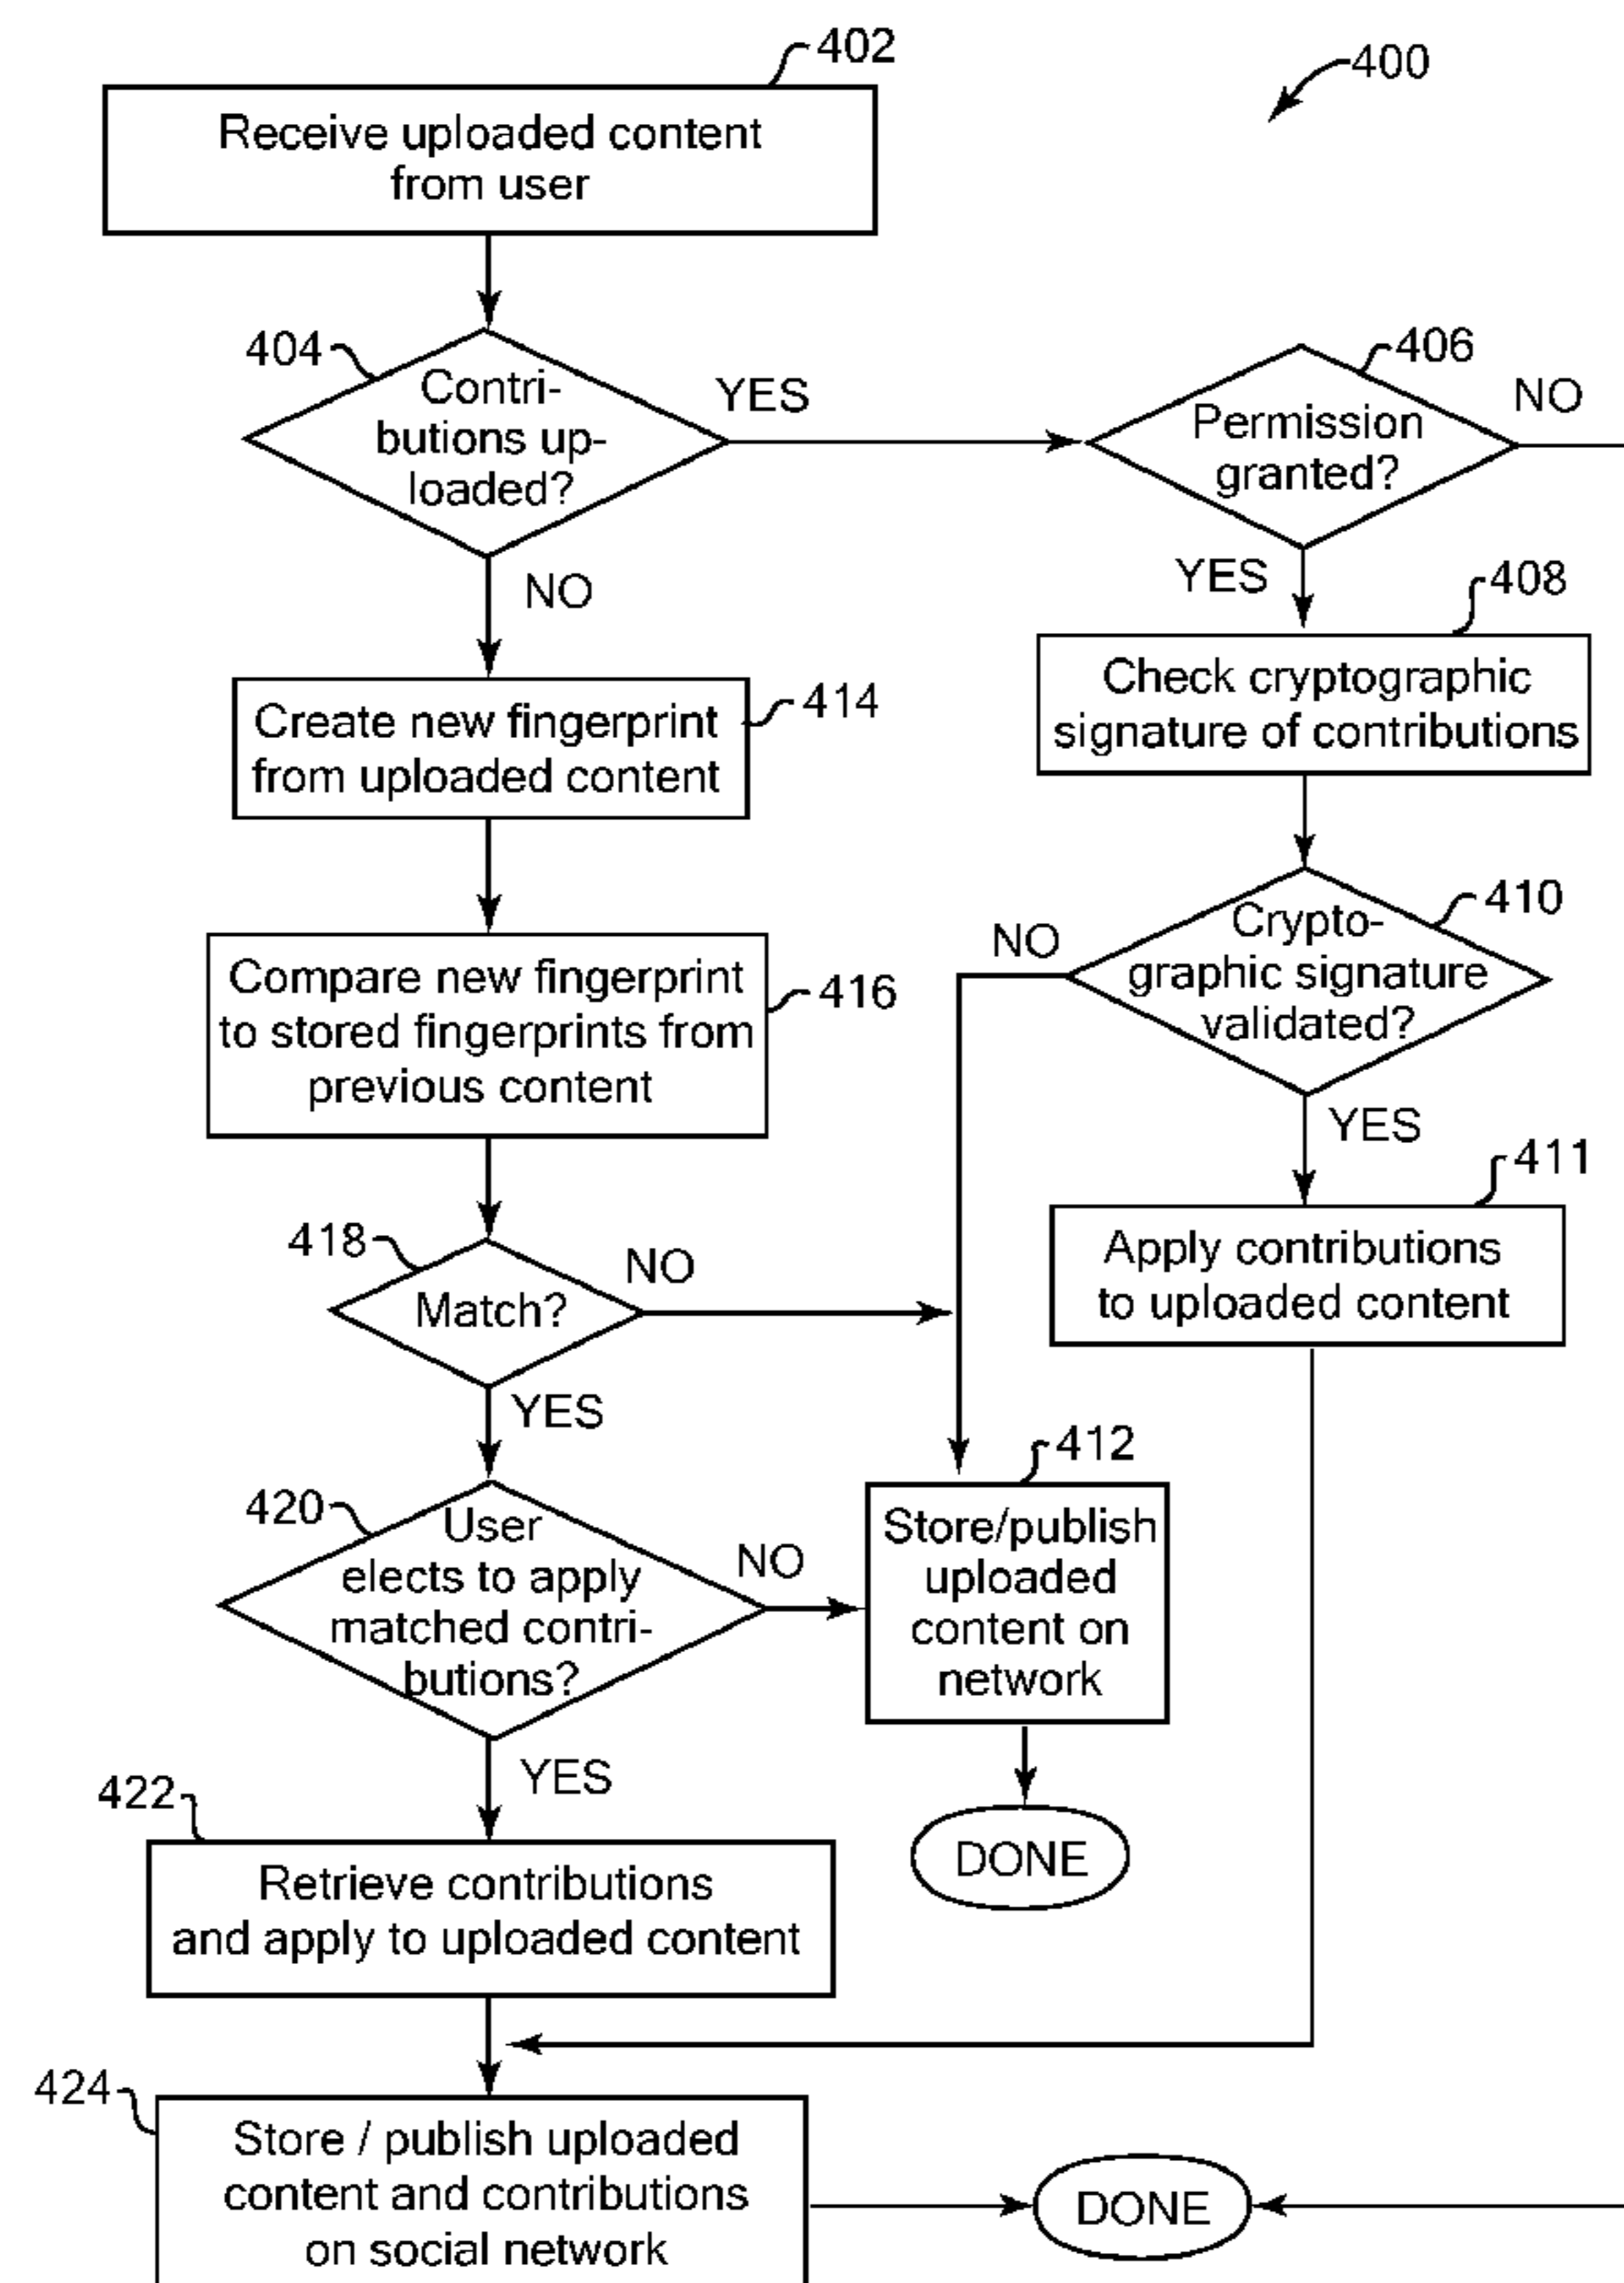 402
400
Receive uploaded content
from user
404
Contri-
butions up-
loaded?
YES
406
Permission
granted?
NO
NO
YES
408
Check cryptographic
signature of contributions
414
Create new fingerprint
from uploaded content
410
Crypto-
graphic signature
validated?
NO
YES
416
Compare new fingerprint
to stored fingerprints from
previous content
411
Apply contributions
to uploaded content
418
Match?
NO
YES
412
Store/publish
uploaded
content on
network
420
User
elects to apply
matched contri-
butions?
NO
YES
DONE
422
Retrieve contributions
and apply to uploaded content
424
Store / publish uploaded
content and contributions
on social network
DONE